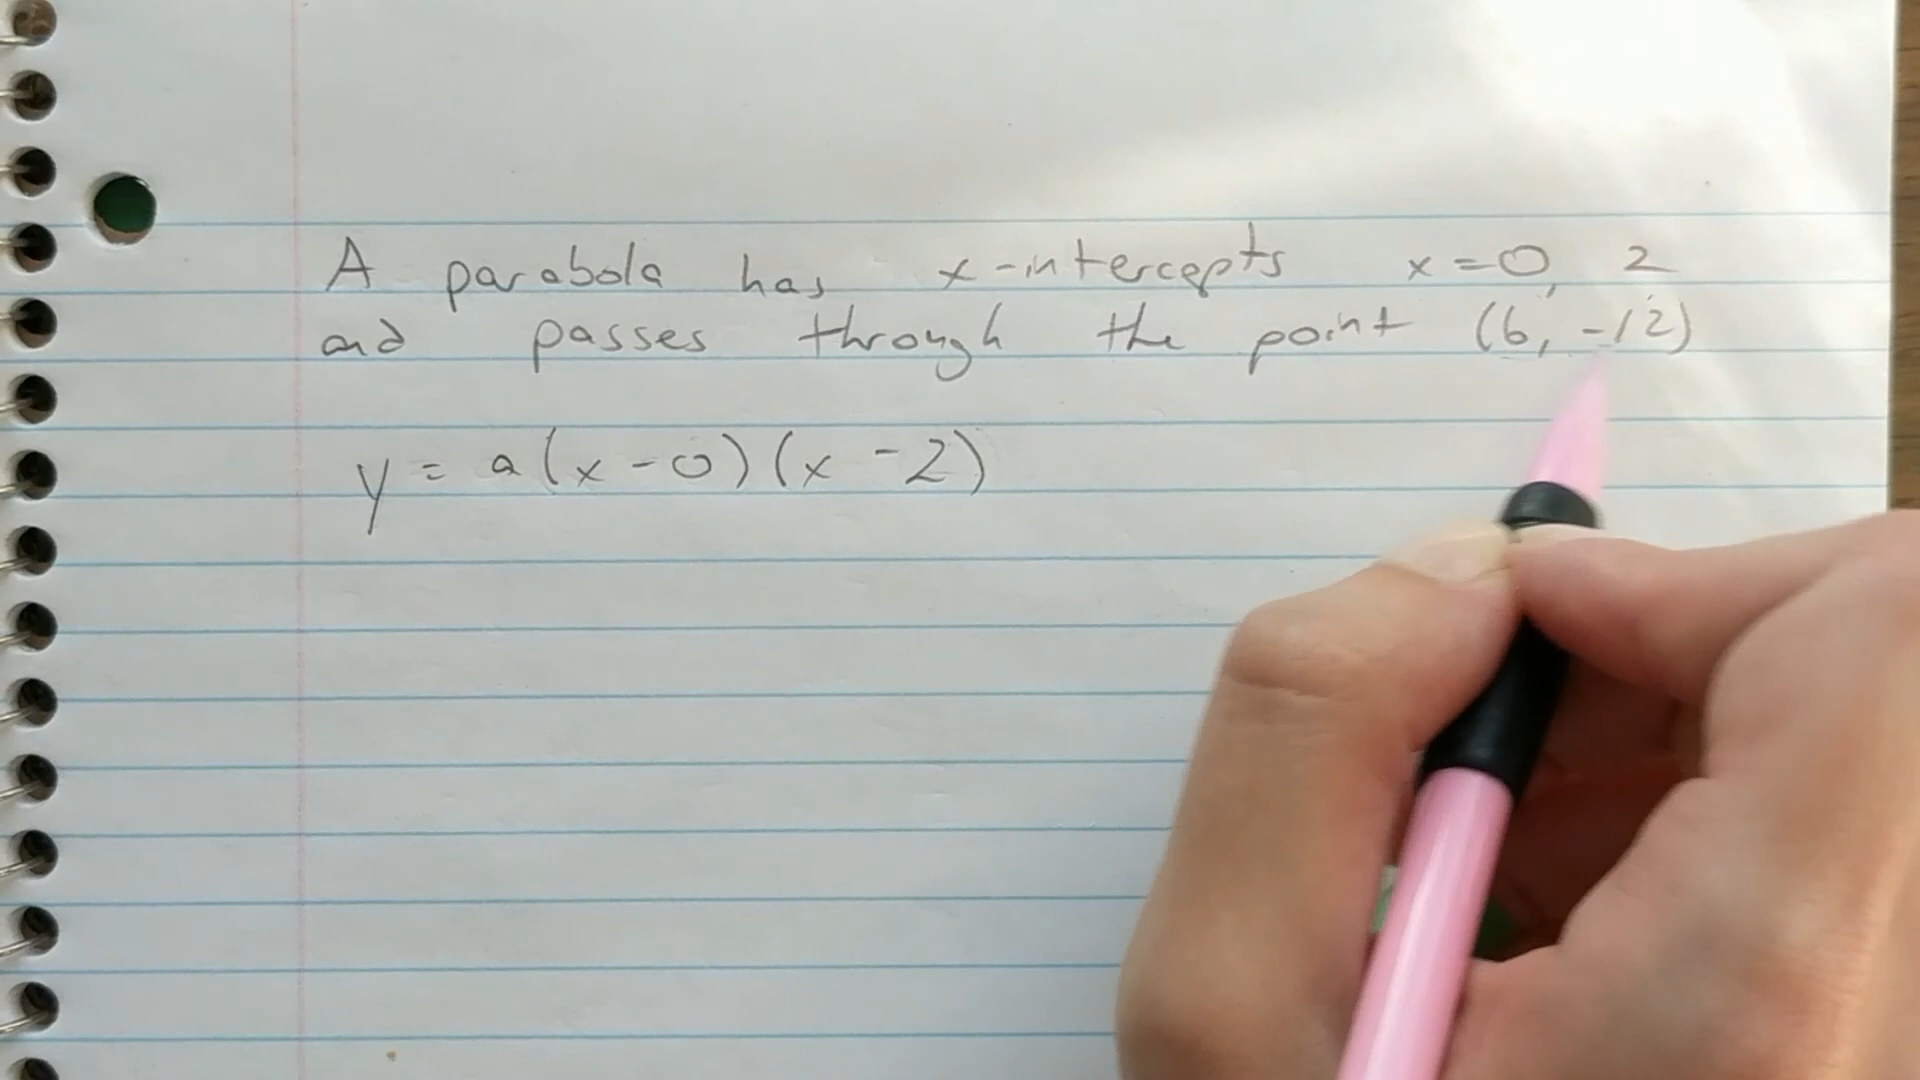 A parabola has x-intercepts x=0, 2
and passes through the point (6, -12)
y = a(x-0)(x-2)